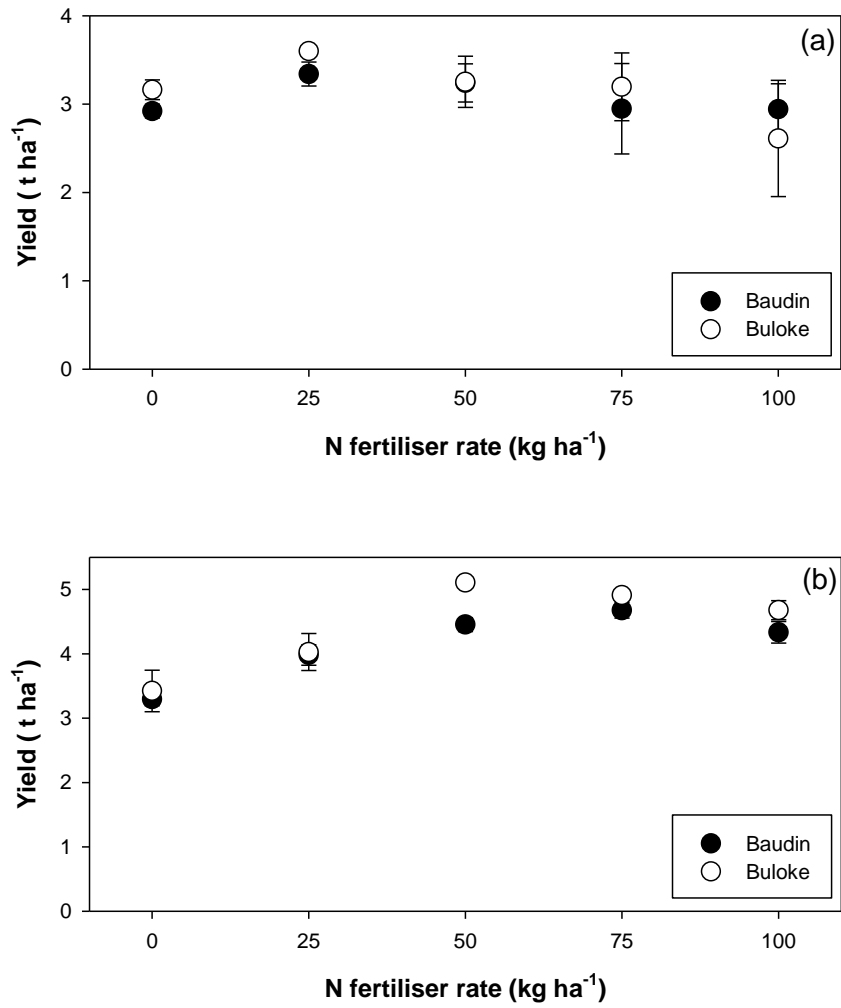 (a)
4
3
2
1
0
Yield ( t ha⁻¹)
Baudin
Buloke
0 25 50 75 100
N fertiliser rate (kg ha⁻¹)
(b)
5
4
3
2
1
0
Yield ( t ha⁻¹)
Baudin
Buloke
0 25 50 75 100
N fertiliser rate (kg ha⁻¹)